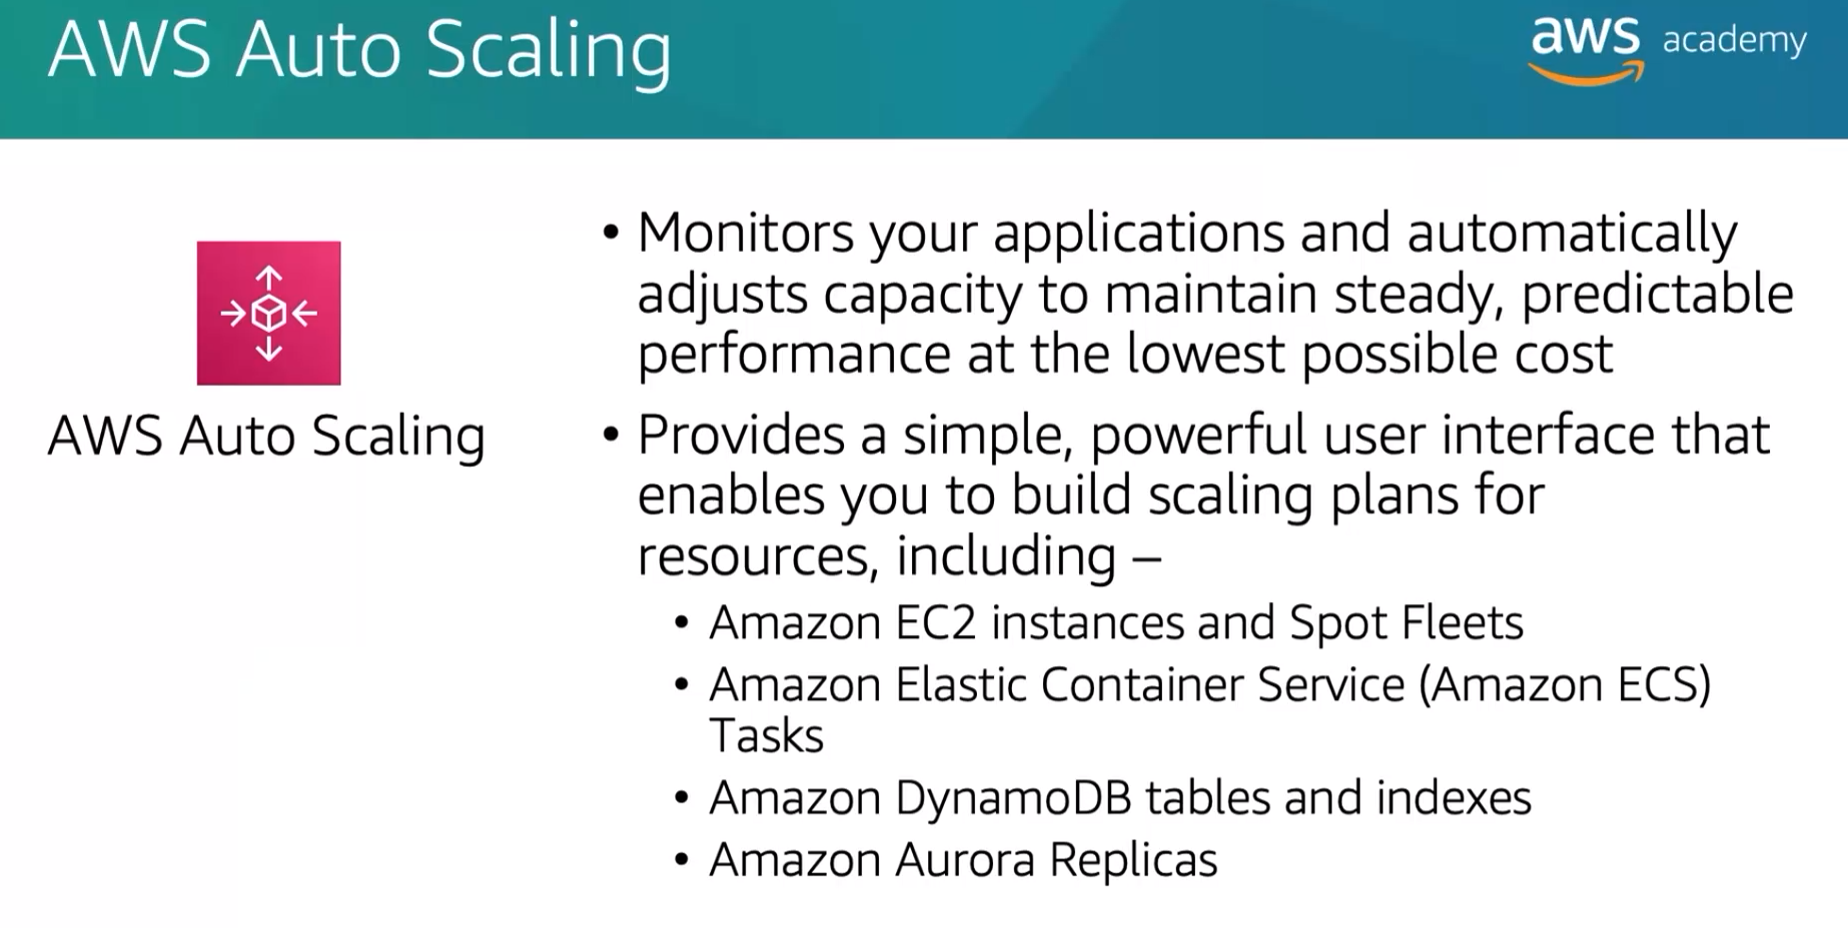 AWS Auto Scaling
aws academy
AWS Auto Scaling
• Monitors your applications and automatically
adjusts capacity to maintain steady, predictable
performance at the lowest possible cost
• Provides a simple, powerful user interface that
enables you to build scaling plans for
resources, including –
• Amazon EC2 instances and Spot Fleets
• Amazon Elastic Container Service (Amazon ECS)
Tasks
• Amazon DynamoDB tables and indexes
• Amazon Aurora Replicas